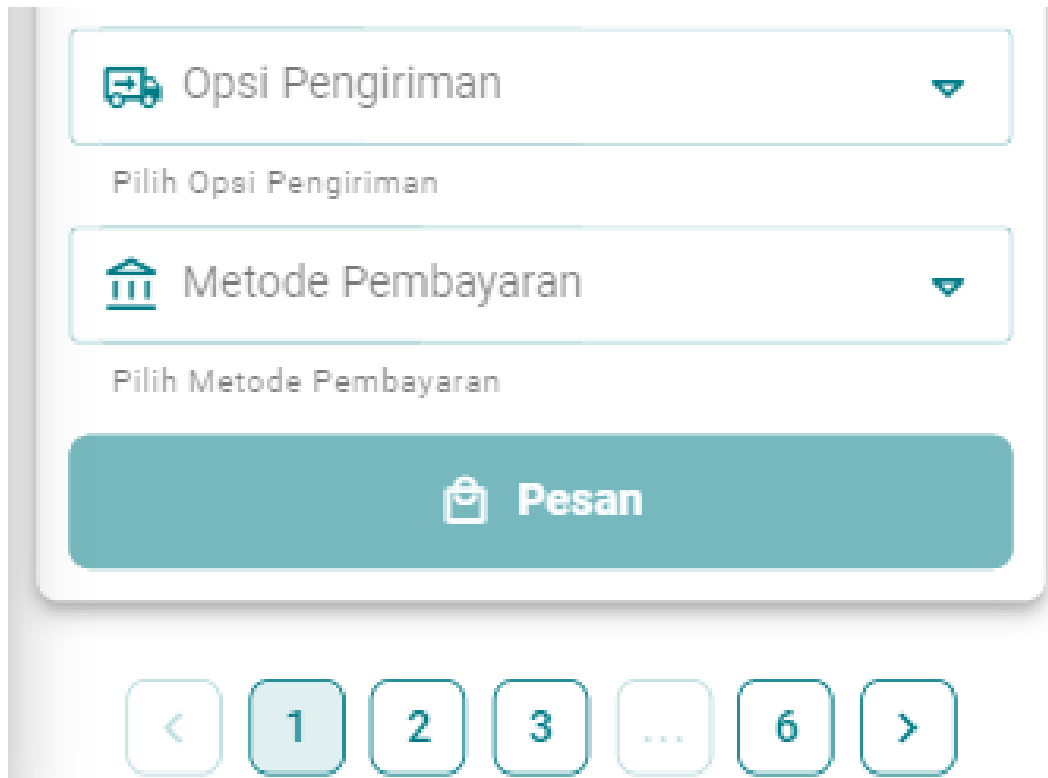 Opsi Pengiriman
Pilih Opsi Pengiriman
Metode Pembayaran
Pilih Metode Pembayaran
Pesan
< 1 2 3 ... 6 >